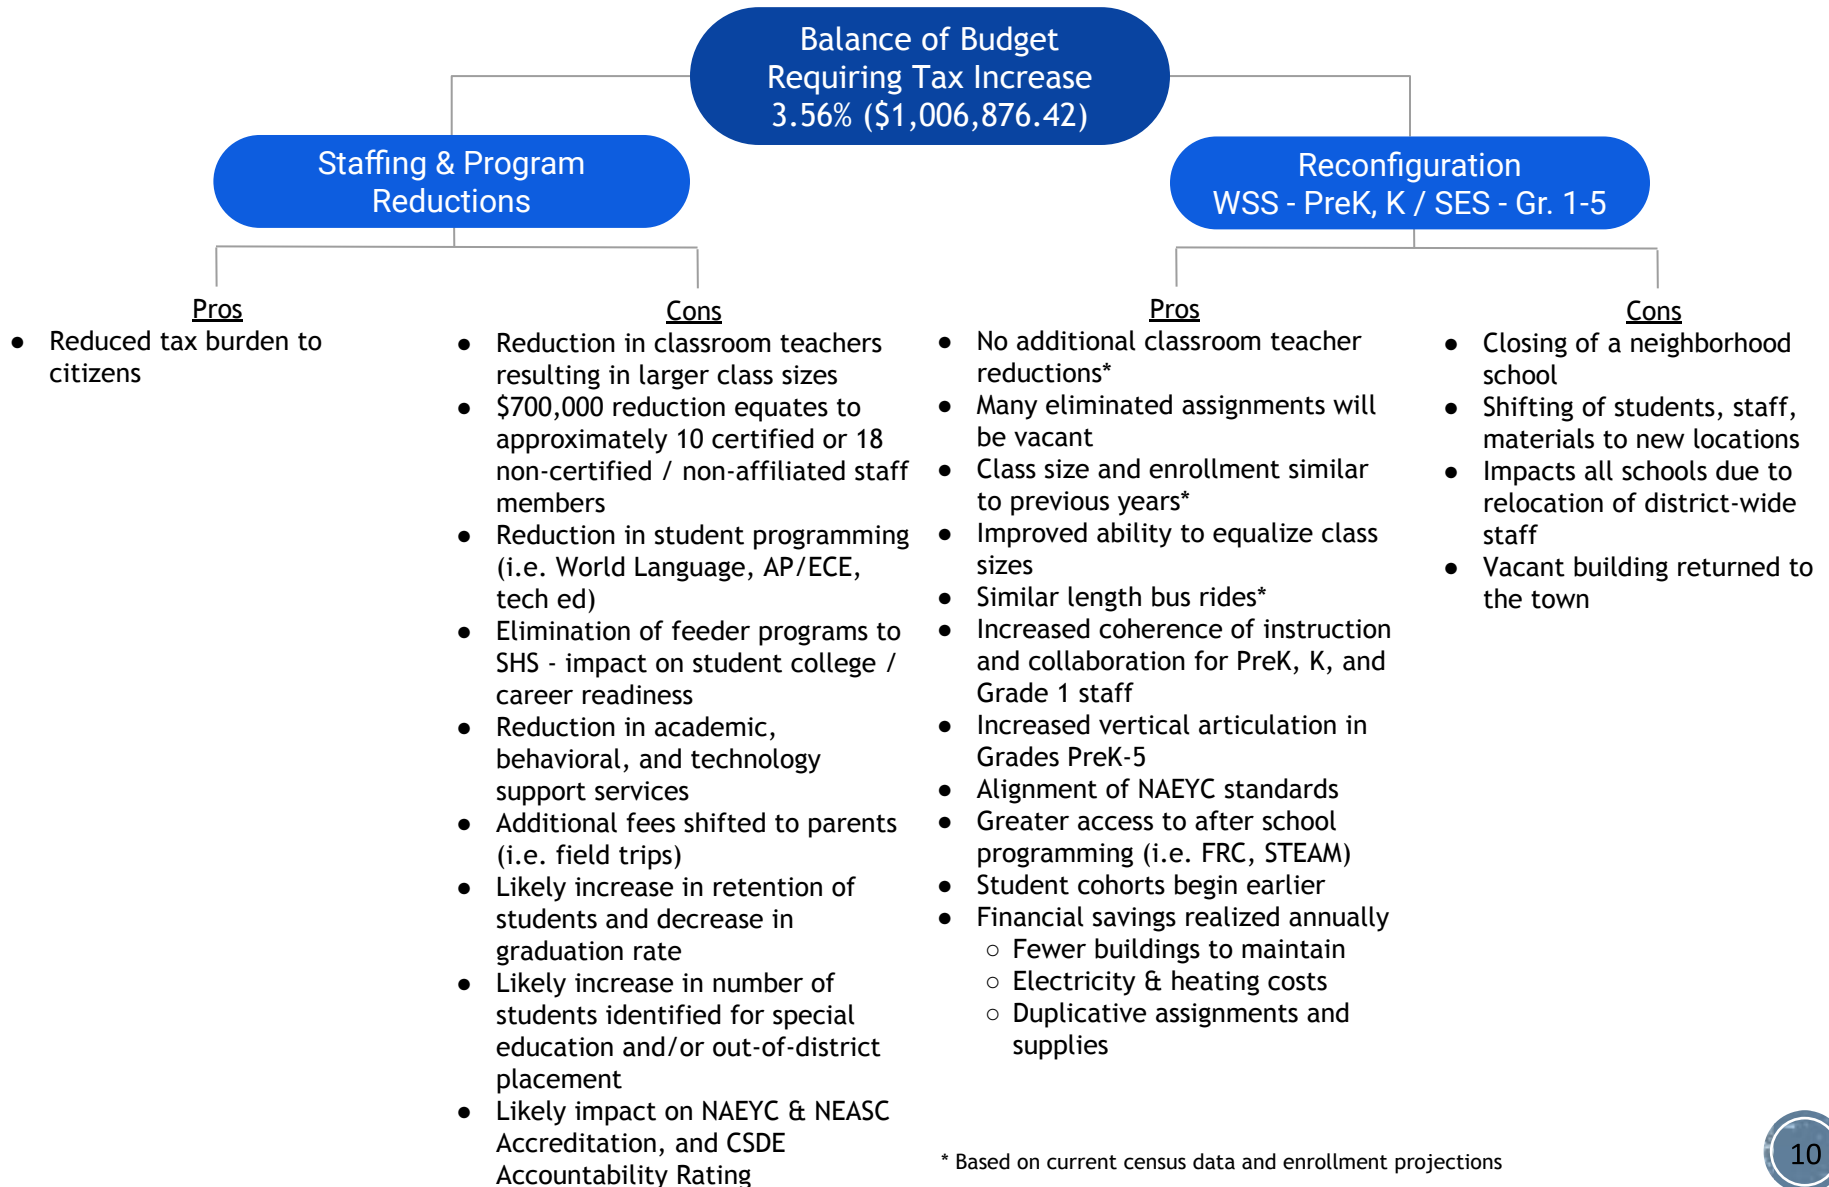 Balance of Budget
Requiring Tax Increase
3.56% ($1,006,876.42)
Staffing & Program
Reductions
Pros
● Reduced tax burden to
citizens
Cons
● Reduction in classroom teachers
resulting in larger class sizes
● $700,000 reduction equates to
approximately 10 certified or 18
non-certified / non-affiliated staff
members
● Reduction in student programming
(i.e. World Language, AP/ECE,
tech ed)
● Elimination of feeder programs to
SHS - impact on student college /
career readiness
● Reduction in academic,
behavioral, and technology
support services
● Additional fees shifted to parents
(i.e. field trips)
● Likely increase in retention of
students and decrease in
graduation rate
● Likely increase in number of
students identified for special
education and/or out-of-district
placement
● Likely impact on NAEYC & NEASC
Accreditation, and CSDE
Accountability Rating
Reconfiguration
WSS - PreK, K / SES - Gr. 1-5
Pros
● No additional classroom teacher
reductions*
● Many eliminated assignments will
be vacant
● Class size and enrollment similar
to previous years*
● Improved ability to equalize class
sizes
● Similar length bus rides*
● Increased coherence of instruction
and collaboration for PreK, K, and
Grade 1 staff
● Increased vertical articulation in
Grades PreK-5
● Alignment of NAEYC standards
● Greater access to after school
programming (i.e. FRC, STEAM)
● Student cohorts begin earlier
● Financial savings realized annually
○ Fewer buildings to maintain
○ Electricity & heating costs
○ Duplicative assignments and
supplies
Cons
● Closing of a neighborhood
school
● Shifting of students, staff,
materials to new locations
● Impacts all schools due to
relocation of district-wide
staff
● Vacant building returned to
the town
* Based on current census data and enrollment projections
10